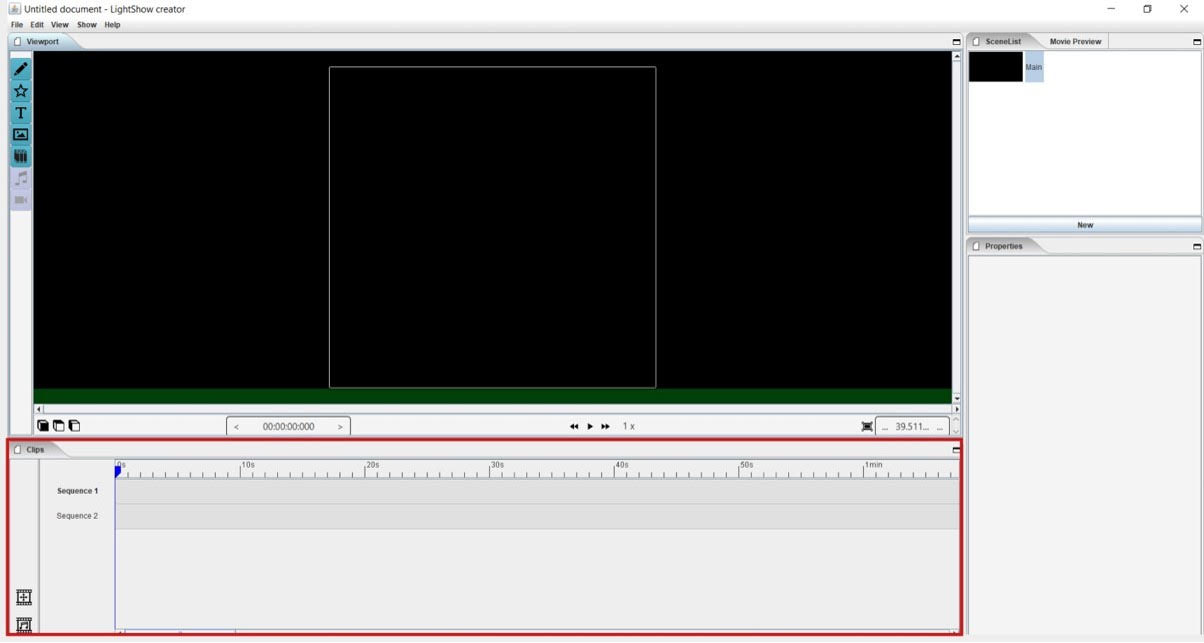 Untitled document - LightShow creator
File Edit View Show Help
Viewport
T
< 00:00:00:000 >
1 x
... 39.511... ...
SceneList Movie Preview
Main
New
Properties
Clips
0s 10s 20s 30s 40s 50s 1min
Sequence 1
Sequence 2